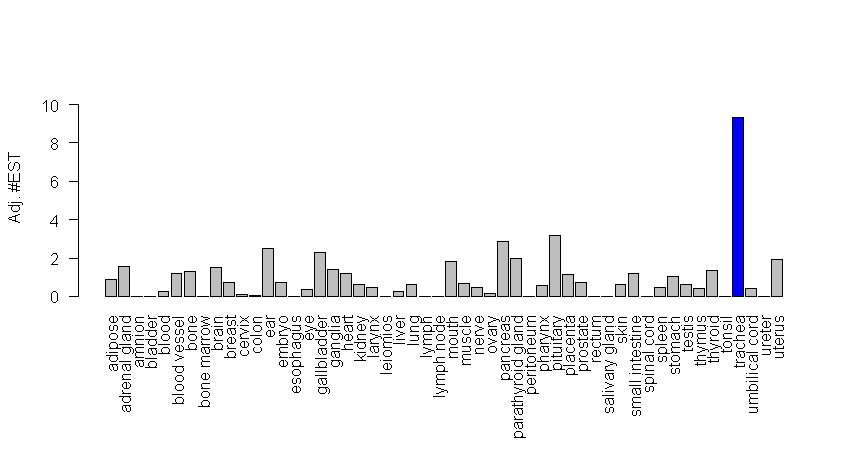 Adj. #EST
10
8
6
4
2
0
adipose
adrenal gland
amnion
bladder
blood
blood vessel
bone
bone marrow
brain
breast
cervix
colon
ear
embryo
esophagus
eye
gallbladder
ganglia
heart
kidney
larynx
leiomios
liver
lung
lymph
lymph node
mouth
muscle
nerve
ovary
pancreas
parathyroid gland
peritoneum
pharynx
pituitary
placenta
prostate
rectum
salivary gland
skin
small intestine
spinal cord
spleen
stomach
testis
thymus
thyroid
tonsil
trachea
umbilical cord
ureter
uterus